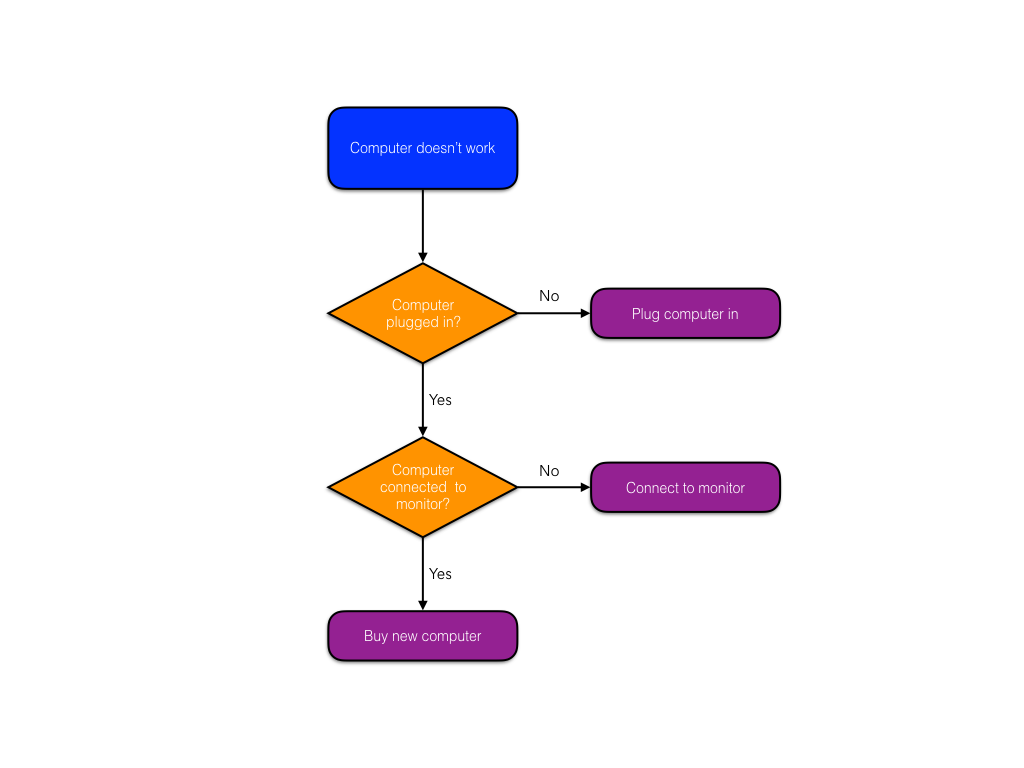 Computer doesn't work
Computer
plugged in?
No
Plug computer in
Yes
Computer
connected  to
monitor?
No
Connect to monitor
Yes
Buy new computer